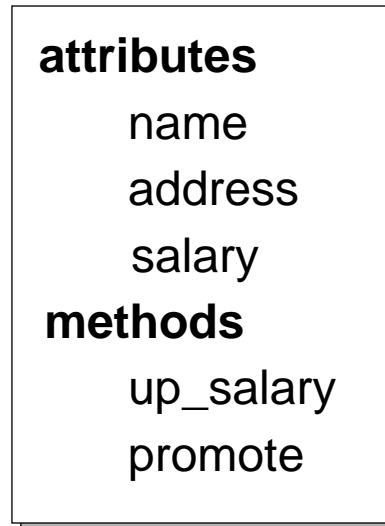 attributes
name
address
salary
methods
up_salary
promote